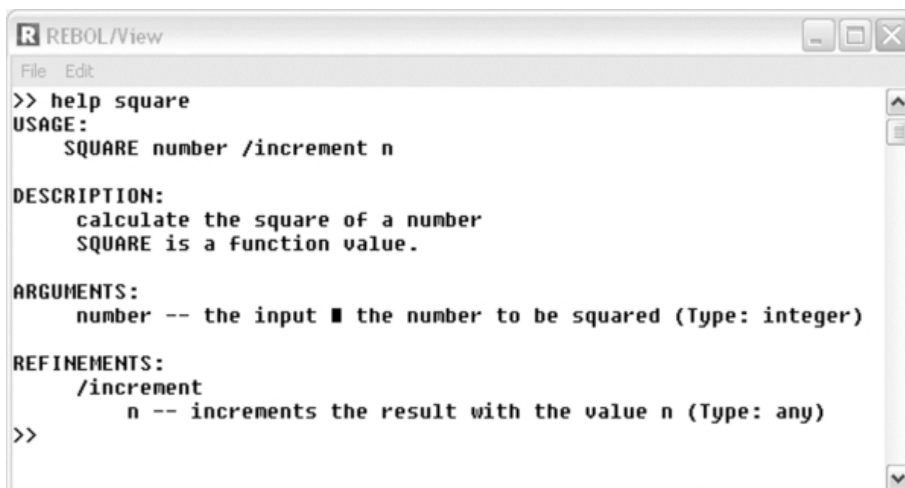 REBOL/View
File Edit
>> help square
USAGE:
SQUARE number /increment n
DESCRIPTION:
calculate the square of a number
SQUARE is a function value.
ARGUMENTS:
number -- the input ∎ the number to be squared (Type: integer)
REFINEMENTS:
/increment
n -- increments the result with the value n (Type: any)
>>